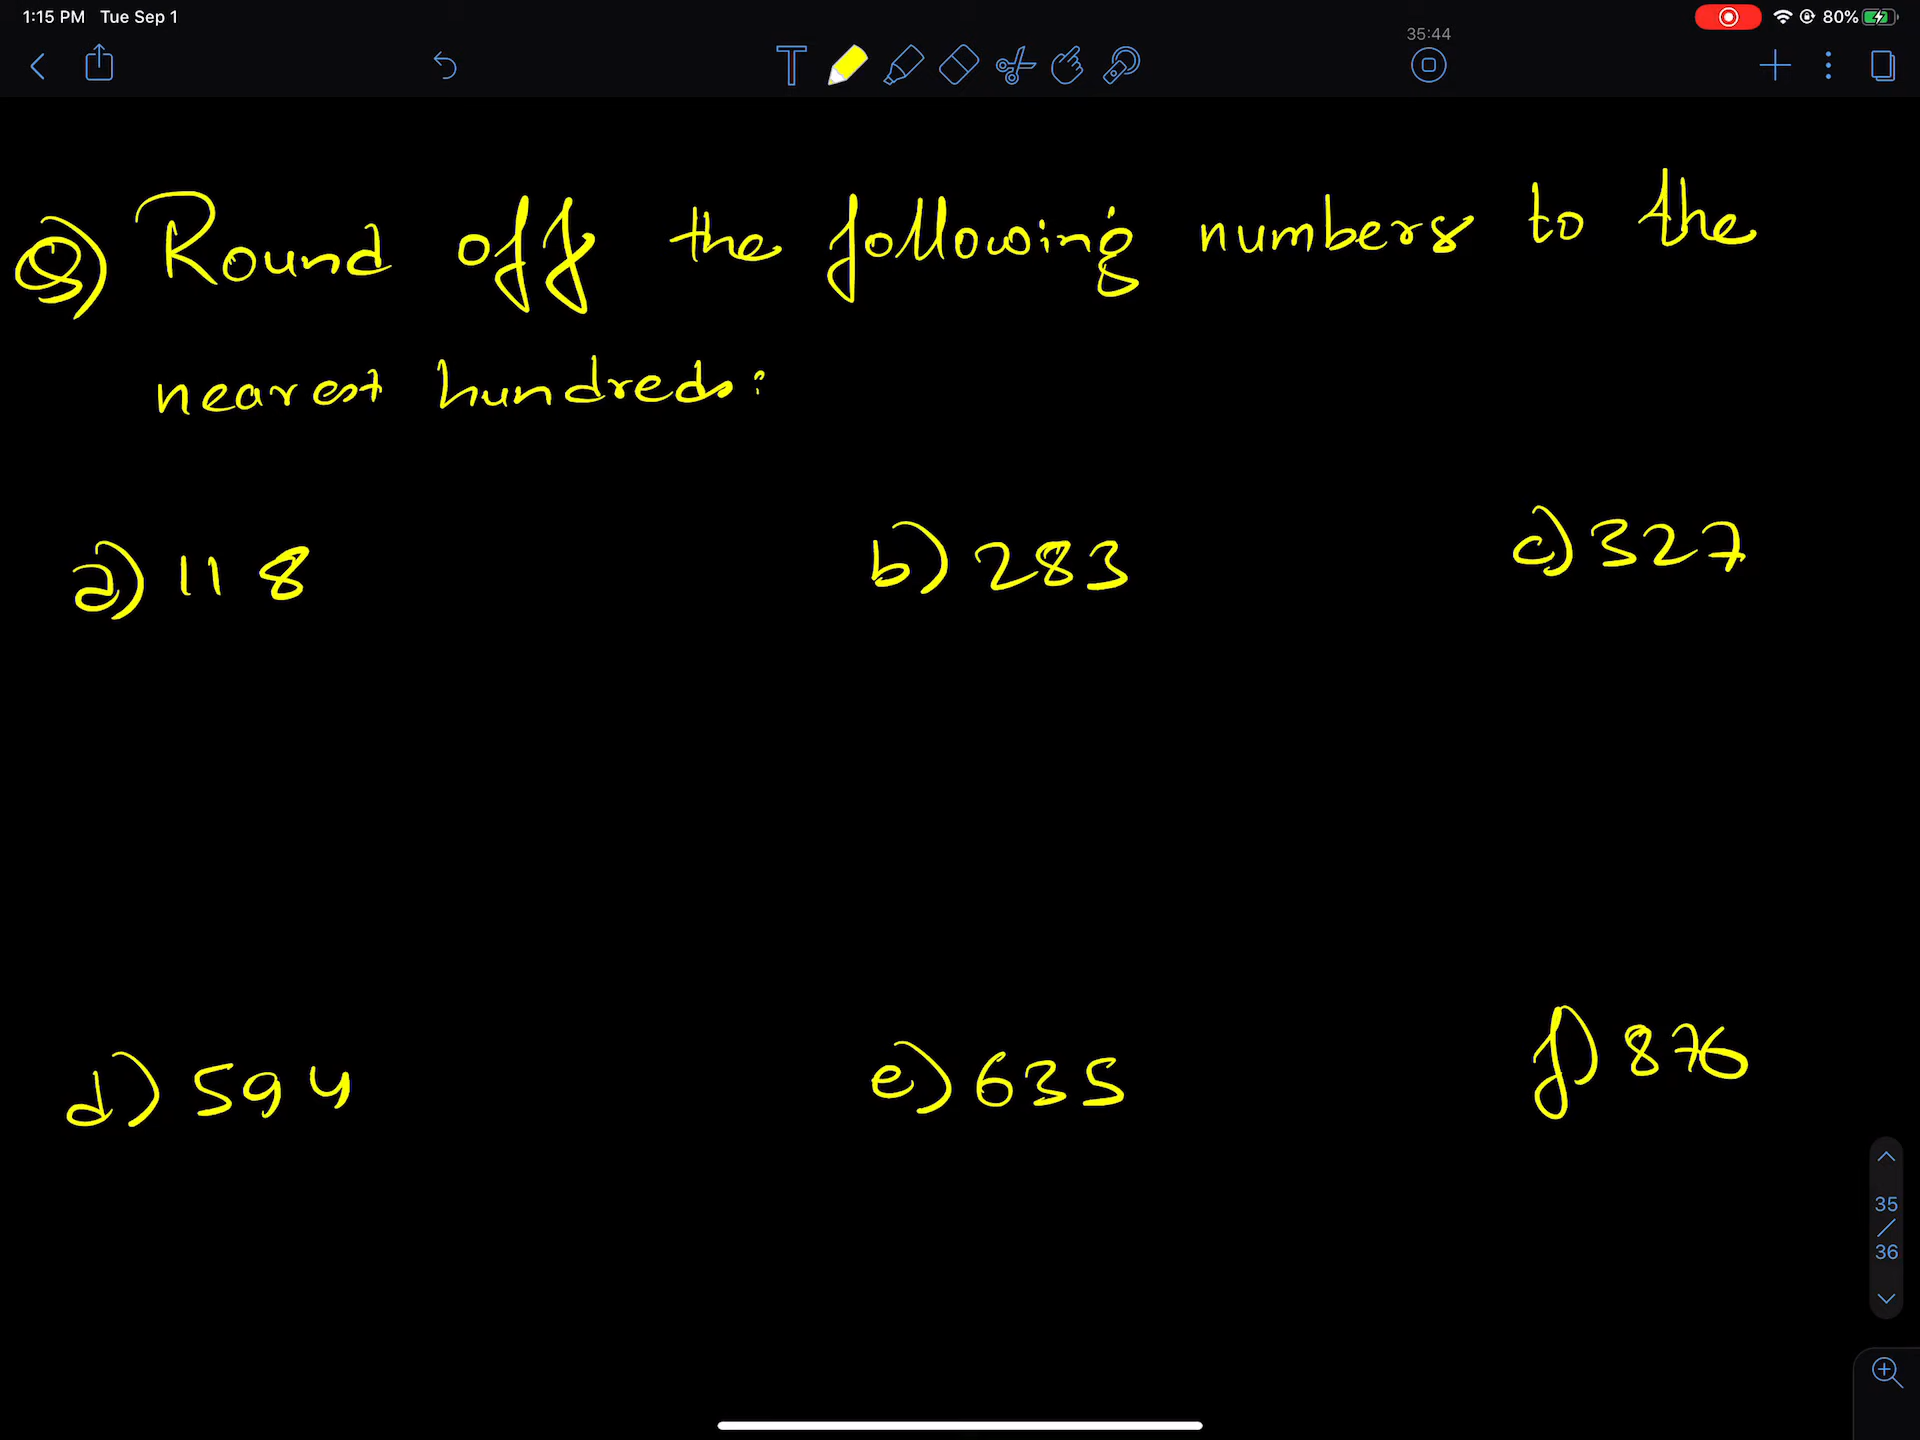 1:15 PM Tue Sep 1
80%
35:44
Q) Round off the following numbers to the
nearest hundreds:
a) 118 b) 283 c) 327
d) 594 e) 635 f) 876
35
36